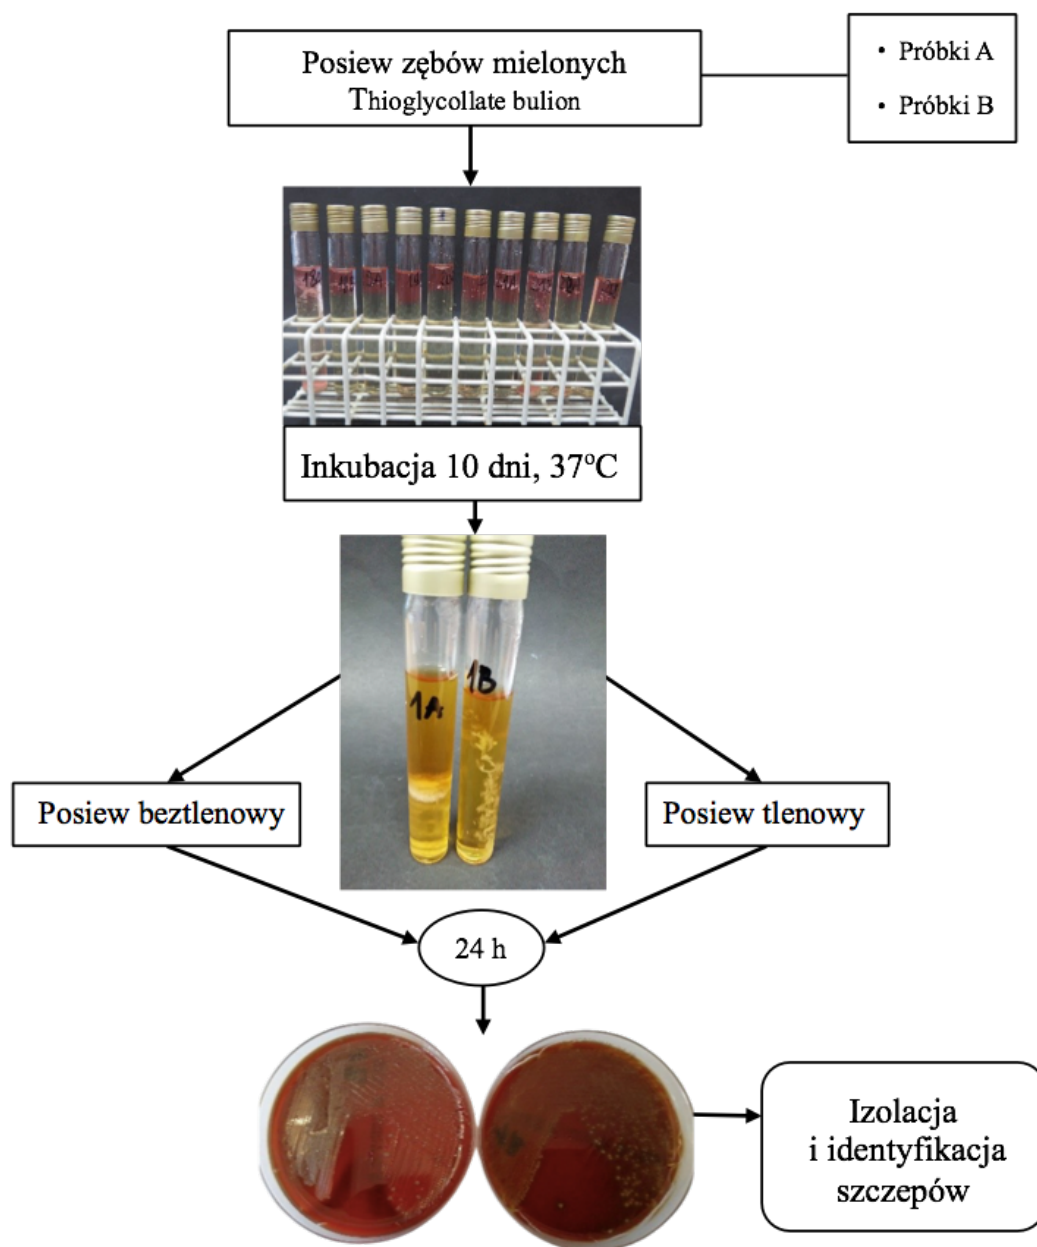 Posiew zębów mielonych
Thioglycollate bulion
• Próbki A
• Próbki B
Inkubacja 10 dni, 37°C
1A
1B
Posiew beztlenowy
Posiew tlenowy
24 h
Izolacja
i identyfikacja
szczepów